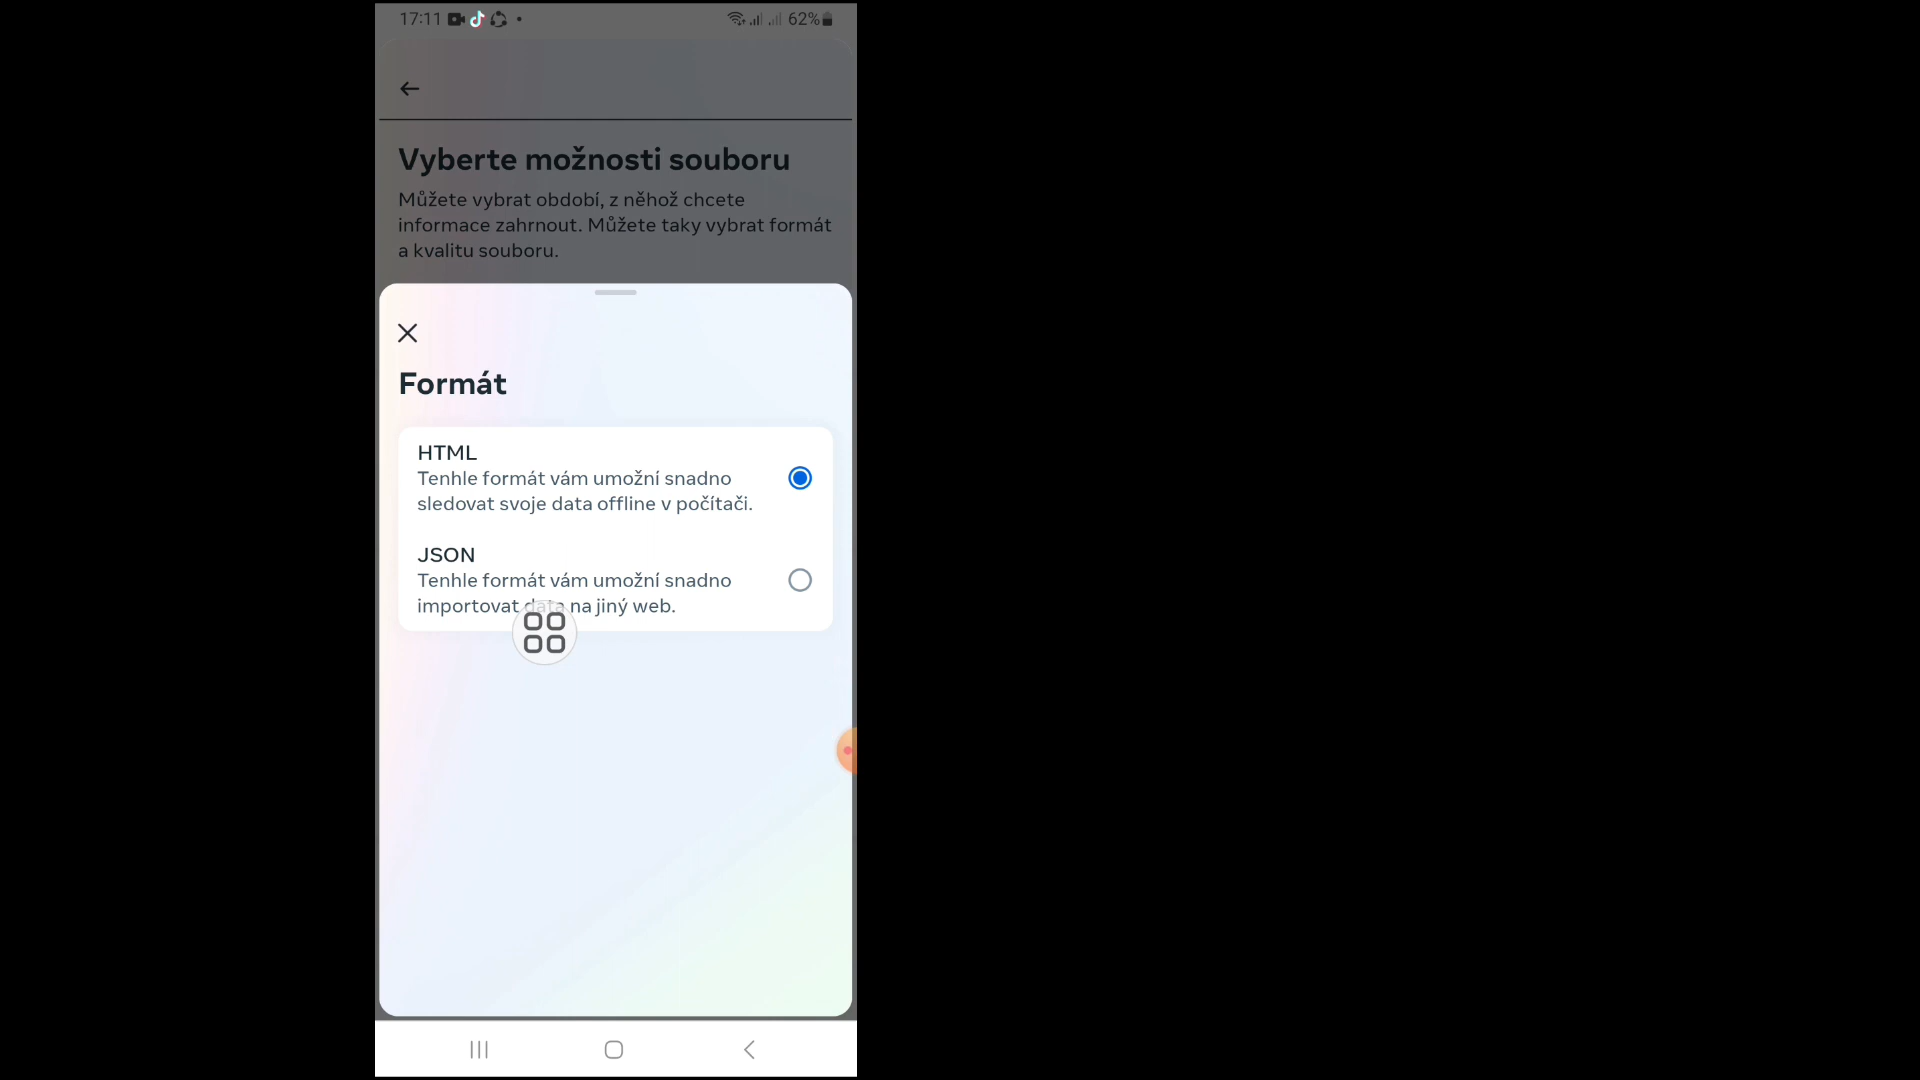 17:11
62%
Vyberte možnosti souboru
Můžete vybrat období, z něhož chcete
informace zahrnout. Můžete taky vybrat formát
a kvalitu souboru.
Formát
HTML
Tenhle formát vám umožní snadno
sledovat svoje data offline v počítači.
JSON
Tenhle formát vám umožní snadno
importovat data na jiný web.